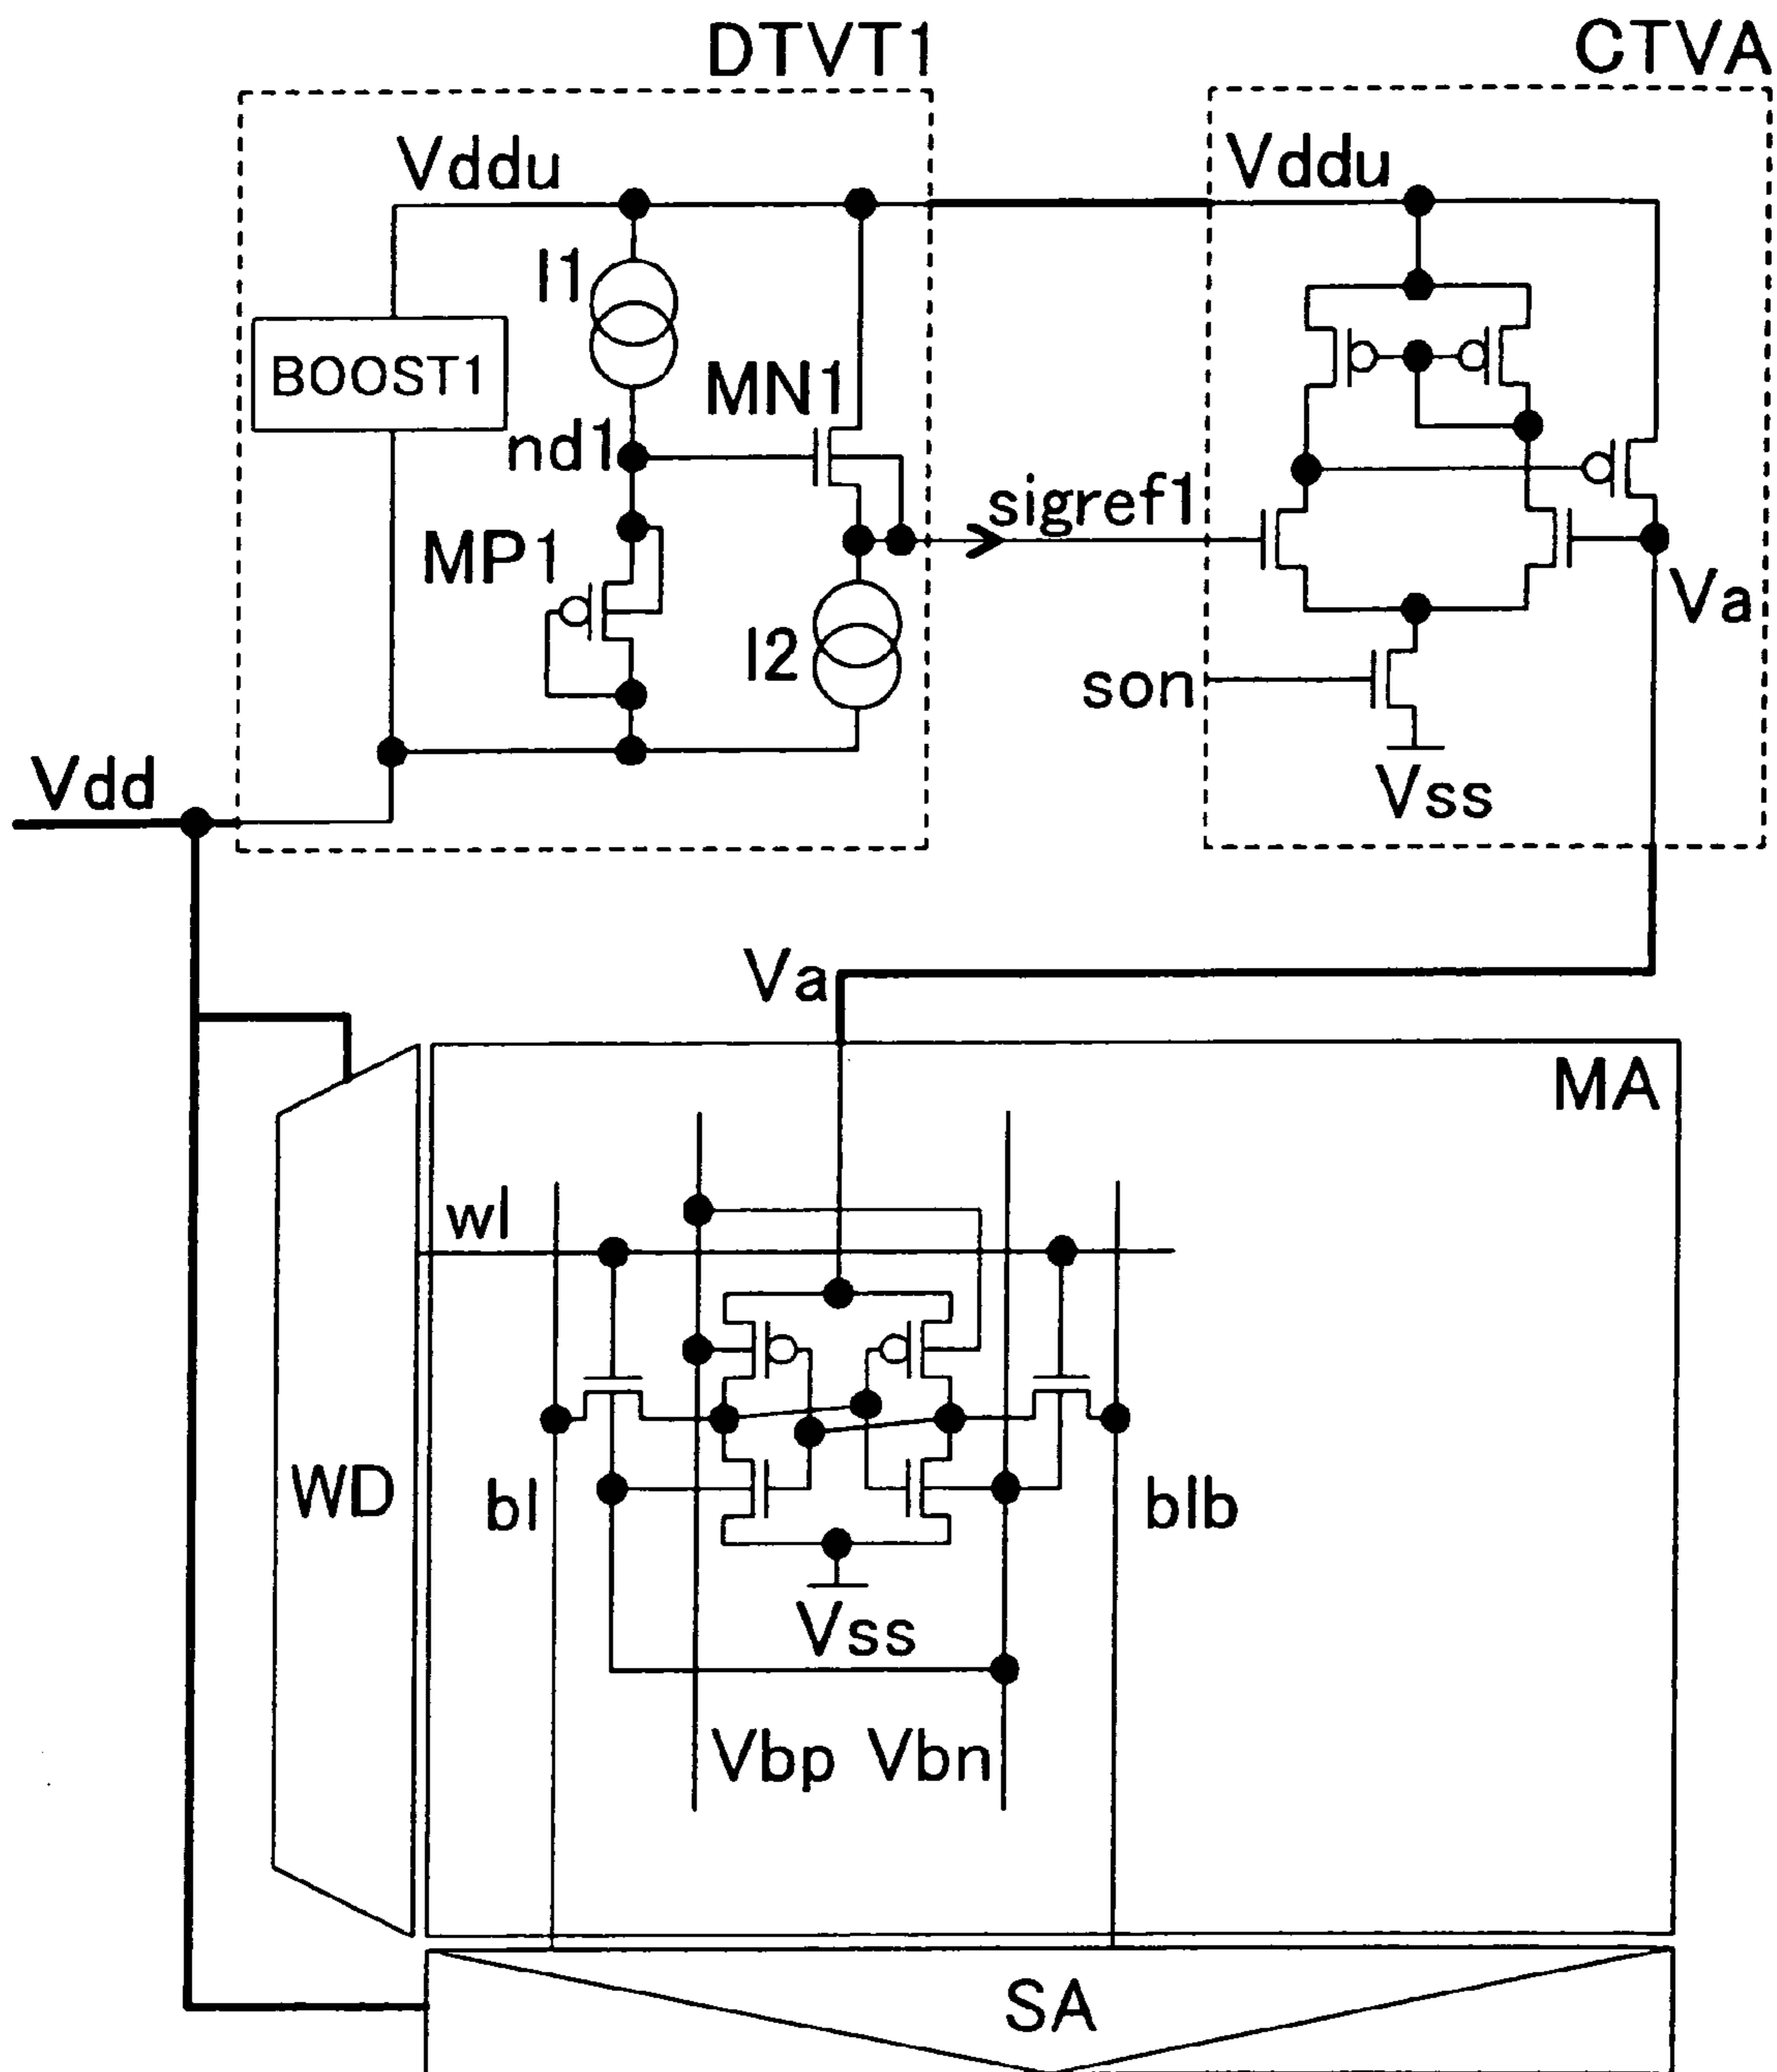 DTVT1
CTVA
Vddu
Vddu
I1
BOOST1
MN1
nd1
sigref1
MP1
Va
I2
son
Vdd
Vss
Va
MA
wl
WD
bl
blb
Vss
Vbp
Vbn
SA